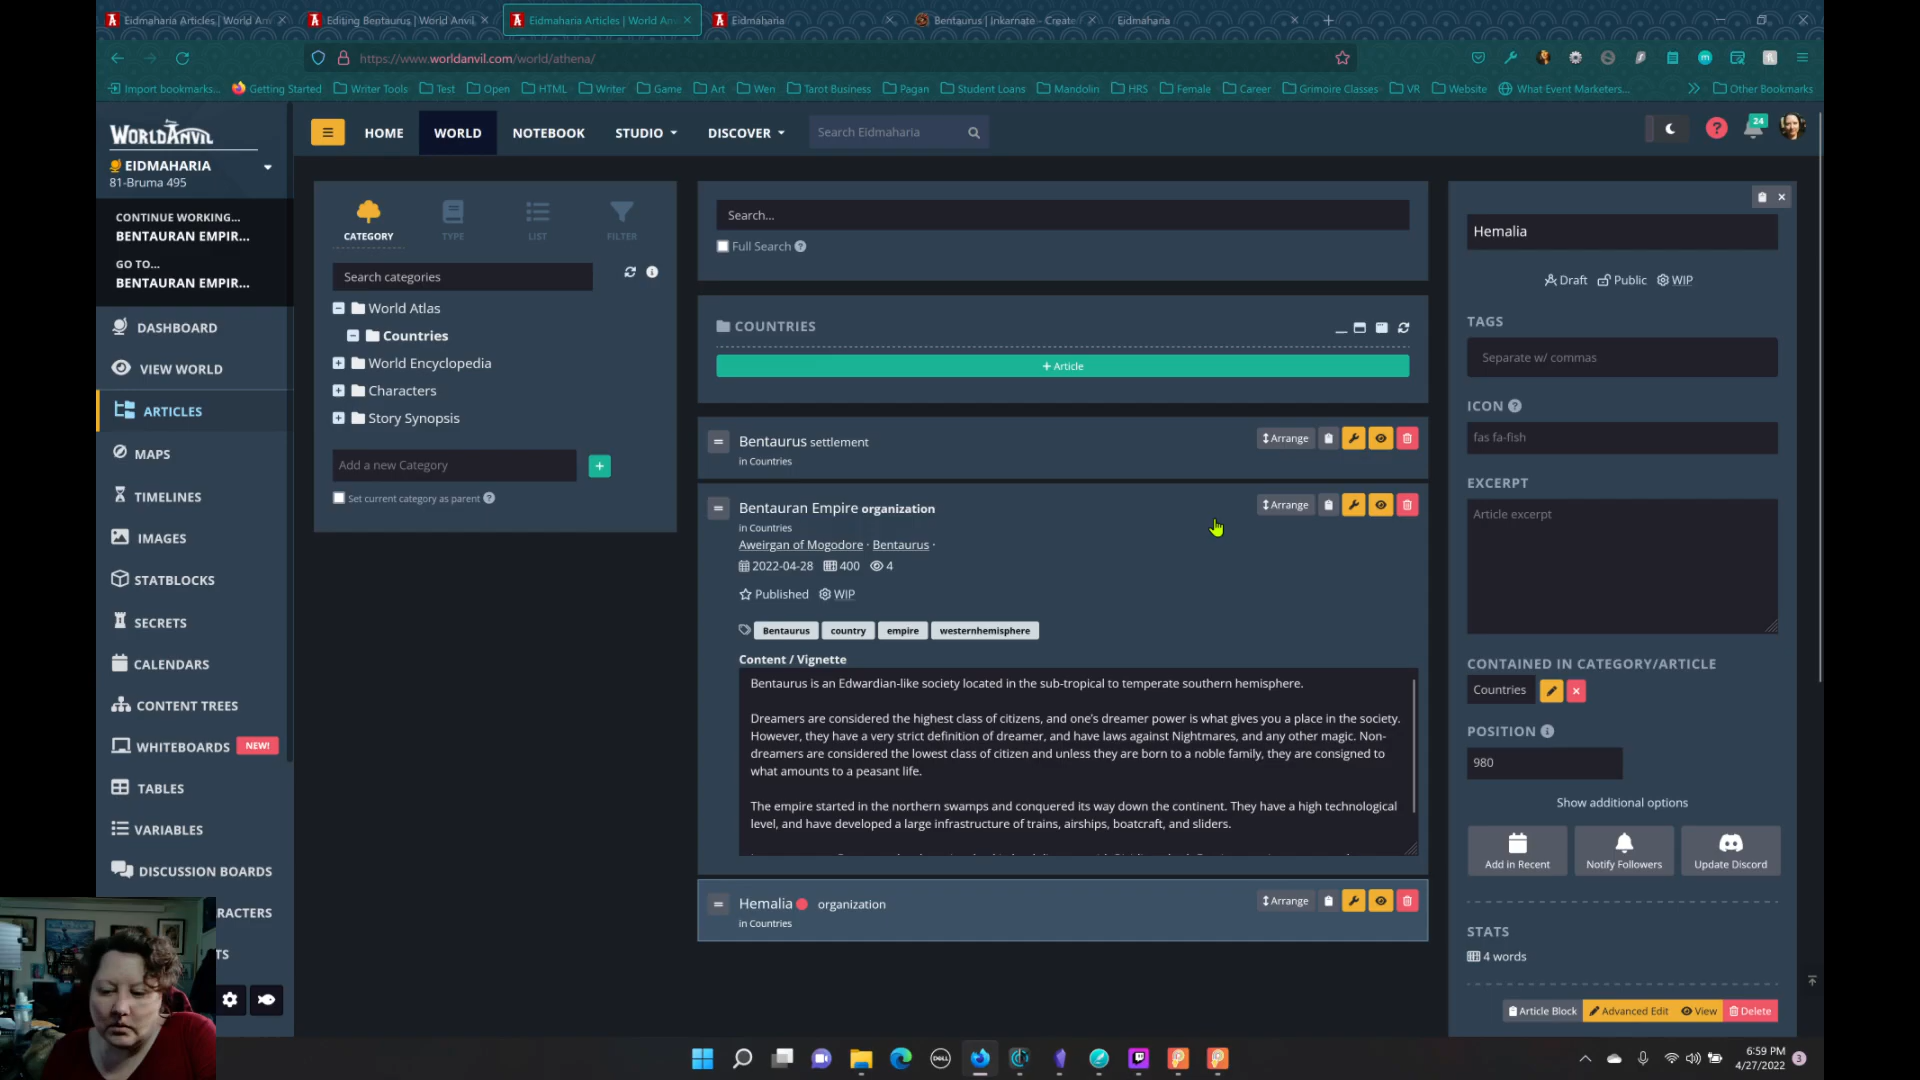 Eidmaharia Articles | World An
Editing Bentaurus | World Anvil
Eidmaharia Articles | World An
Eidmaharia
Bentaurus | Inkarnate - Create
Eidmaharia
https://www.worldanvil.com/world/athena/
Import bookmarks...
Getting Started
Writer Tools
Test
Open
HTML
Writer
Game
Art
Wen
Tarot Business
Pagan
Student Loans
Mandolin
HRS
Female
Career
Grimoire Classes
VR
Website
What Event Marketers...
Other Bookmarks
WORLDANVIL
EIDMAHARIA
81-Bruma 495
CONTINUE WORKING...
BENTAURAN EMPIR...
GO TO...
BENTAURAN EMPIR...
DASHBOARD
VIEW WORLD
ARTICLES
MAPS
TIMELINES
IMAGES
STATBLOCKS
SECRETS
CALENDARS
CONTENT TREES
WHITEBOARDS NEW!
TABLES
VARIABLES
DISCUSSION BOARDS
ARACTERS
TS
HOME
WORLD
NOTEBOOK
STUDIO
DISCOVER
Search Eidmaharia
24
CATEGORY
TYPE
LIST
FILTER
Search categories
World Atlas
Countries
World Encyclopedia
Characters
Story Synopsis
Add a new Category
Set current category as parent
Search...
Full Search
COUNTRIES
+ Article
Bentaurus settlement
in Countries
Arrange
Bentauran Empire organization
in Countries
Arrange
Aweirgan of Mogodore · Bentaurus ·
2022-04-28 400 4
Published WIP
Bentaurus country empire westernhemisphere
Content / Vignette
Bentaurus is an Edwardian-like society located in the sub-tropical to temperate southern hemisphere.
Dreamers are considered the highest class of citizens, and one's dreamer power is what gives you a place in the society.
However, they have a very strict definition of dreamer, and have laws against Nightmares, and any other magic. Non-
dreamers are considered the lowest class of citizen and unless they are born to a noble family, they are consigned to
what amounts to a peasant life.
The empire started in the northern swamps and conquered its way down the continent. They have a high technological
level, and have developed a large infrastructure of trains, airships, boatcraft, and sliders.
Hemalia organization
in Countries
Arrange
Hemalia
Draft Public WIP
TAGS
Separate w/ commas
ICON
fas fa-fish
EXCERPT
Article excerpt
CONTAINED IN CATEGORY/ARTICLE
Countries
POSITION
980
Show additional options
Add in Recent
Notify Followers
Update Discord
STATS
4 words
Article Block
Advanced Edit
View
Delete
DELL
6:59 PM
4/27/2022
3